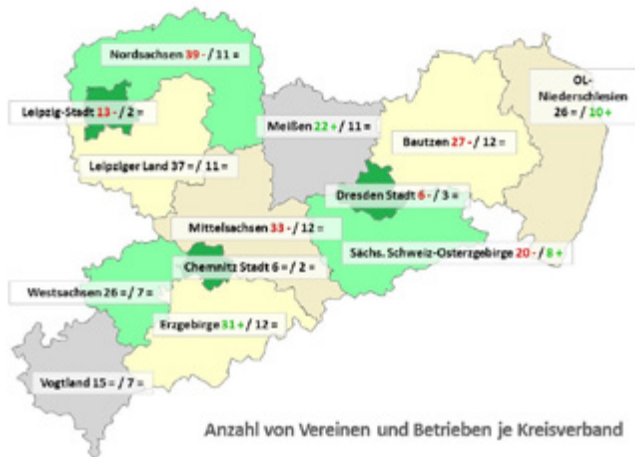 Nordsachsen 39 - / 11 =
OL-
Niederschlesien
26 = / 10 +
Leipzig-Stadt 13 - / 2 =
Meißen 22 + / 11 =
Bautzen 27 - / 12 =
Leipziger Land 37 = / 11 =
Dresden Stadt 6 - / 3 =
Mittelsachsen 33 - / 12 =
Sächs. Schweiz-Osterzgebirge 20 - / 8 +
Chemnitz Stadt 6 = / 2 =
Westsachsen 26 = / 7 =
Erzgebirge 31 + / 12 =
Vogtland 15 = / 7 =
Anzahl von Vereinen und Betrieben je Kreisverband